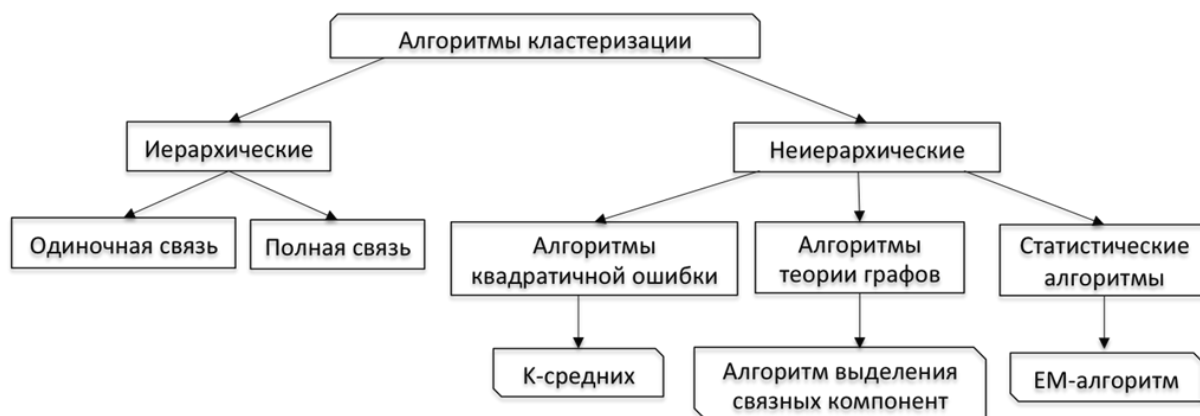 Алгоритмы кластеризации
Иерархические
Неиерархические
Одиночная связь
Полная связь
Алгоритмы
квадратичной ошибки
Алгоритмы
теории графов
Статистические
алгоритмы
К-средних
Алгоритм выделения
связных компонент
ЕМ-алгоритм